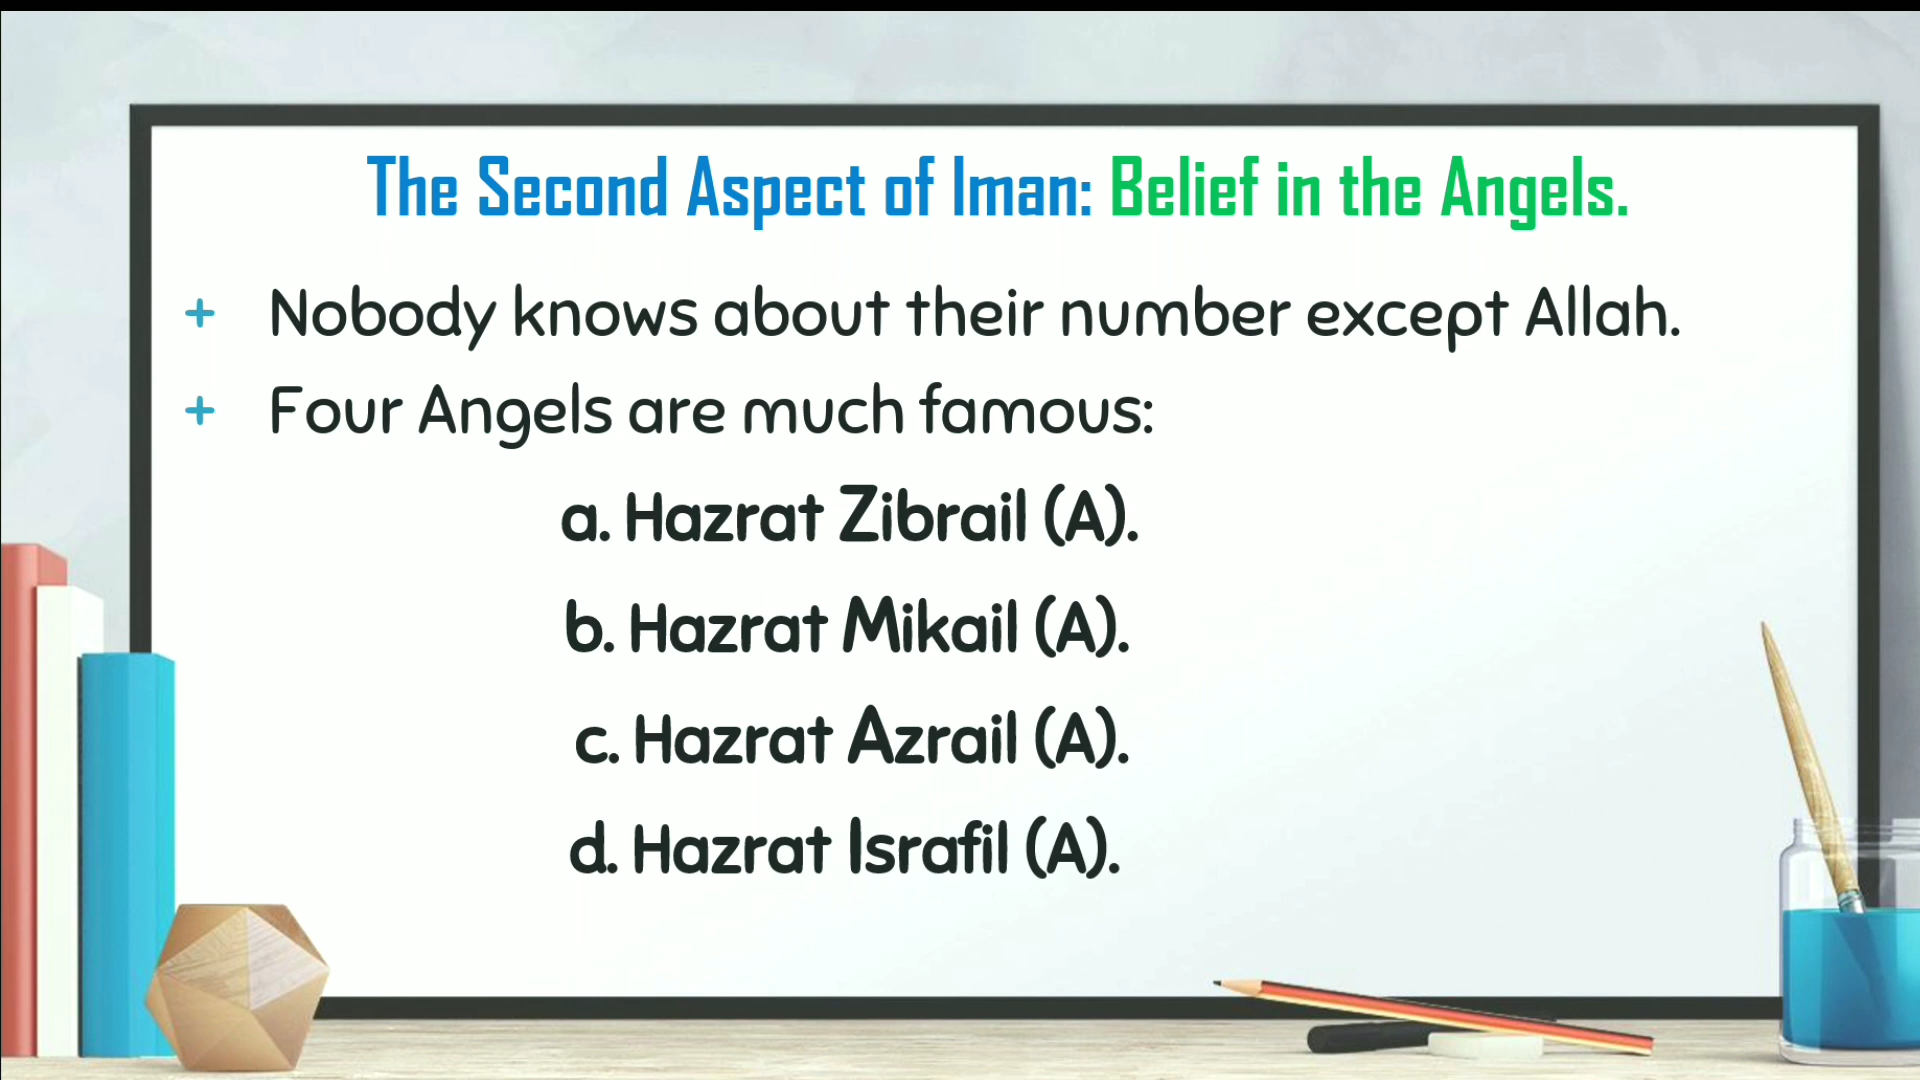 The Second Aspect of Iman: Belief in the Angels.
+ Nobody knows about their number except Allah.
+ Four Angels are much famous:
a. Hazrat Zibrail (A).
b. Hazrat Mikail (A).
c. Hazrat Azrail (A).
d. Hazrat Israfil (A).